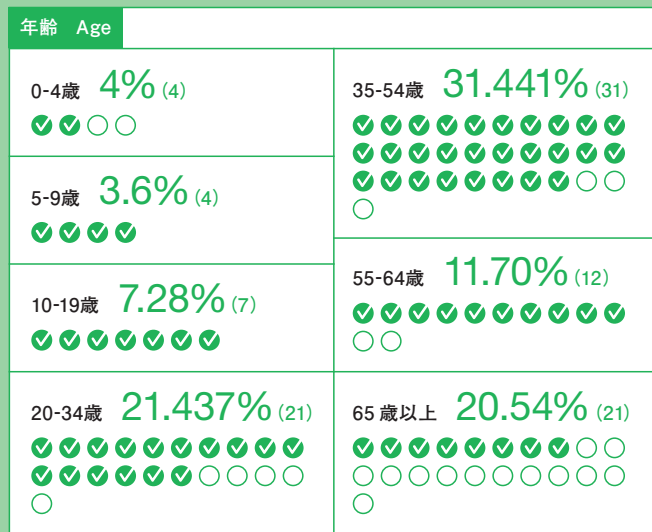 年齢 Age
0-4歳 4% (4)
5-9歳 3.6% (4)
10-19歳 7.28% (7)
20-34歳 21.437% (21)
35-54歳 31.441% (31)
55-64歳 11.70% (12)
65歳以上 20.54% (21)